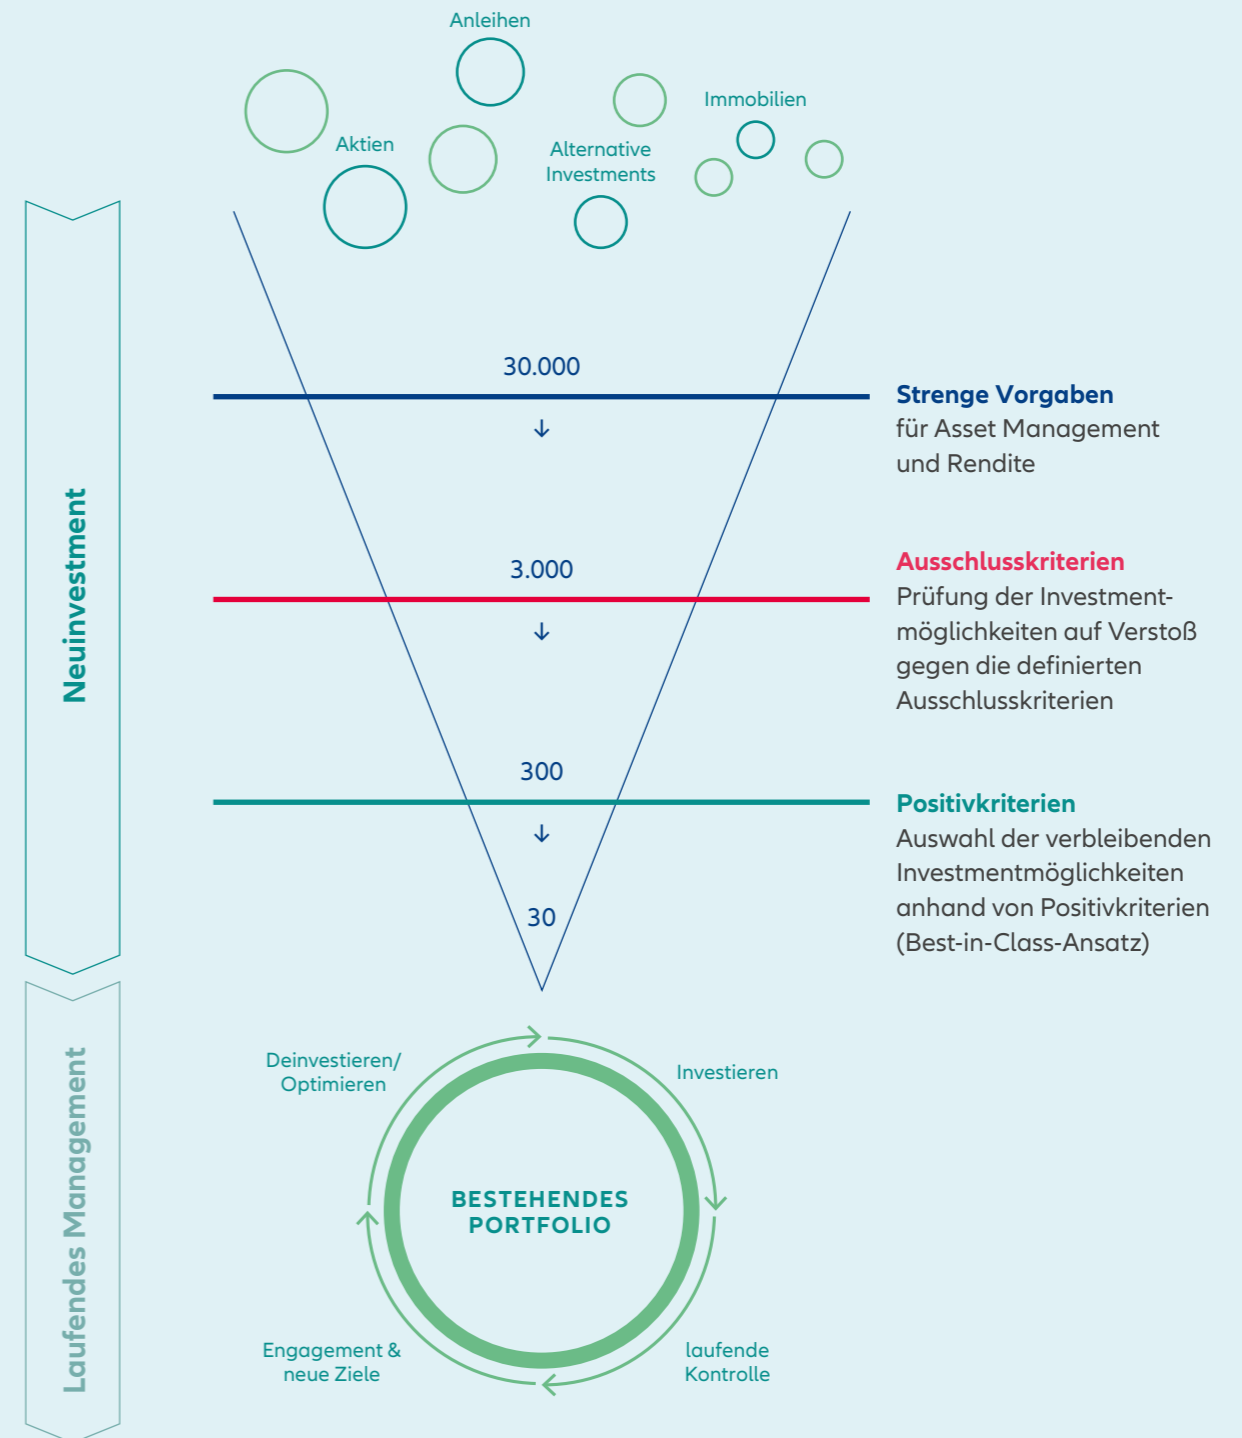 Anleihen
Immobilien
Aktien
Alternative
Investments
Neuinvestment
30.000
Strenge Vorgaben
für Asset Management
und Rendite
3.000
Ausschlusskriterien
Prüfung der Investment-
möglichkeiten auf Verstoß
gegen die definierten
Ausschlusskriterien
300
Positivkriterien
Auswahl der verbleibenden
Investmentmöglichkeiten
anhand von Positivkriterien
(Best-in-Class-Ansatz)
30
Laufendes Management
Deinvestieren/
Optimieren
Investieren
BESTEHENDES
PORTFOLIO
Engagement &
neue Ziele
laufende
Kontrolle